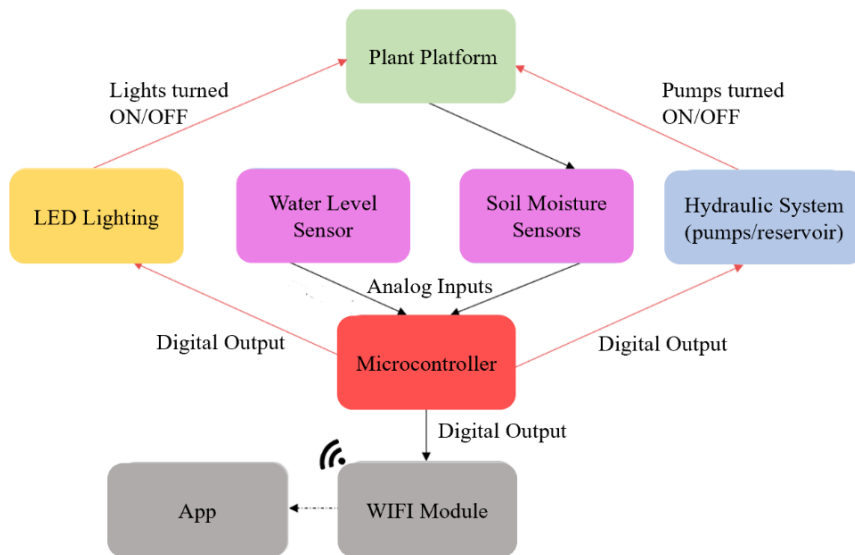 Plant Platform
Lights turned
ON/OFF
Pumps turned
ON/OFF
LED Lighting
Water Level
Sensor
Soil Moisture
Sensors
Hydraulic System
(pumps/reservoir)
Analog Inputs
Digital Output
Digital Output
Microcontroller
Digital Output
App
WIFI Module